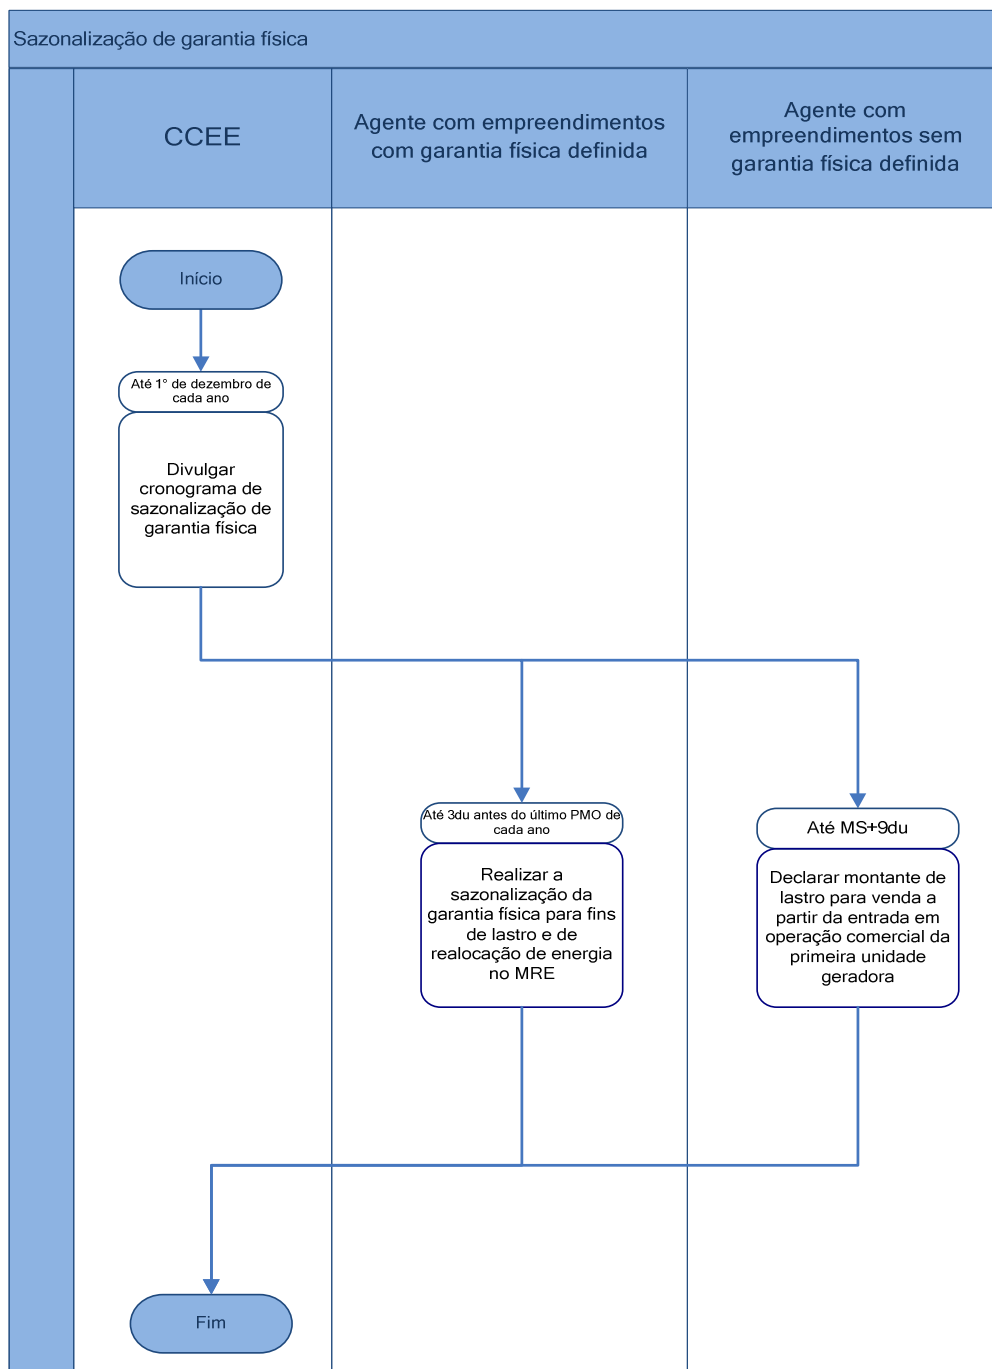 Sazonalização de garantia física
CCEE
Agente com empreendimentos
com garantia física definida
Agente com
empreendimentos sem
garantia física definida
Início
Até 1° de dezembro de
cada ano
Divulgar
cronograma de
sazonalização de
garantia física
Até 3du antes do último PMO de
cada ano
Realizar a
sazonalização da
garantia física para fins
de lastro e de
realocação de energia
no MRE
Até MS+9du
Declarar montante de
lastro para venda a
partir da entrada em
operação comercial da
primeira unidade
geradora
Fim